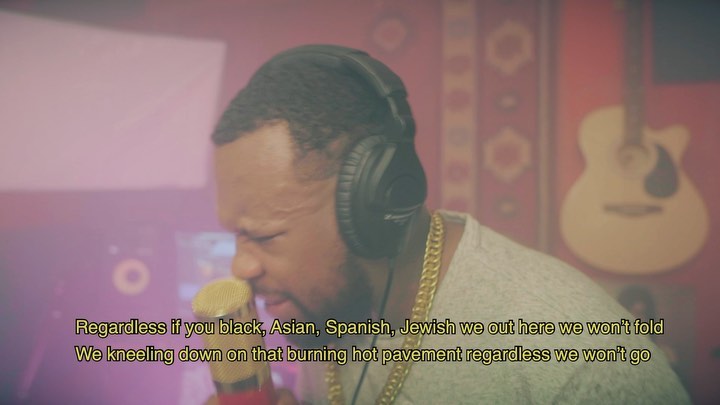 Regardless if you black, Asian, Spanish, Jewish we out here we won't fold
We kneeling down on that burning hot pavement regardless we won't go